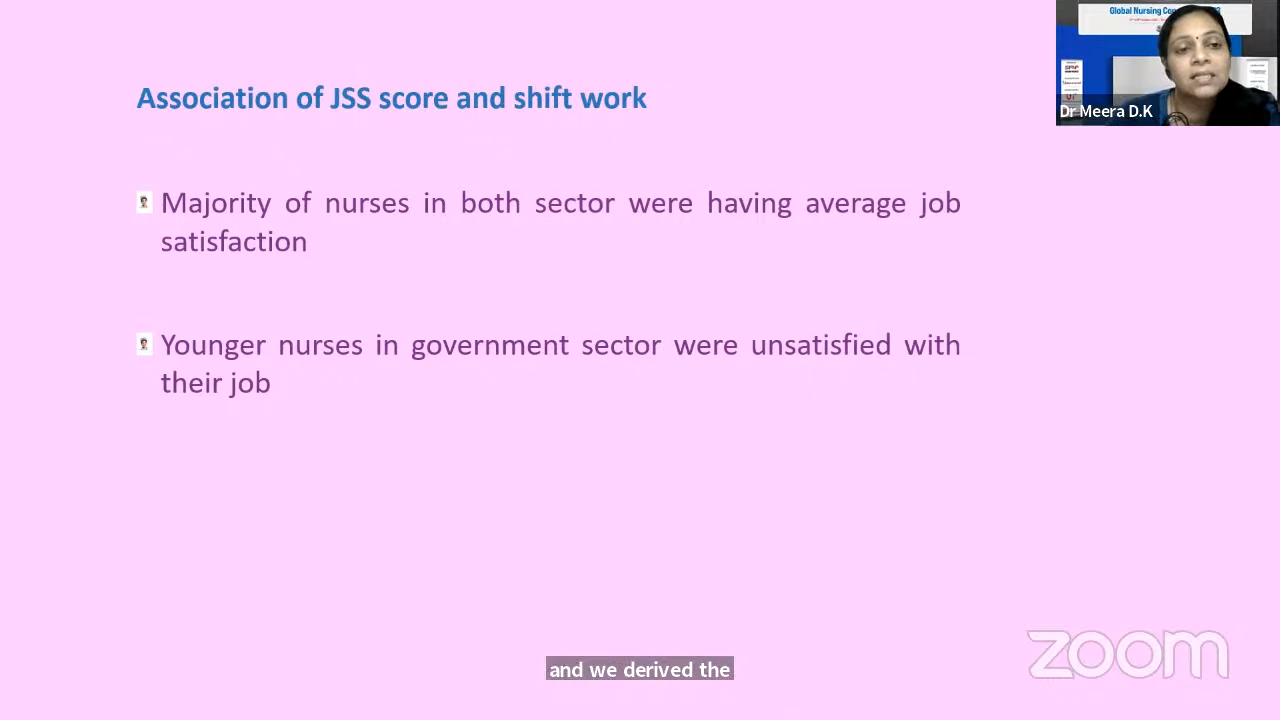 Global Nursing
Dr Meera D.K
Association of JSS score and shift work
Majority of nurses in both sector were having average job
satisfaction
Younger nurses in government sector were unsatisfied with
their job
and we derived the
zoom